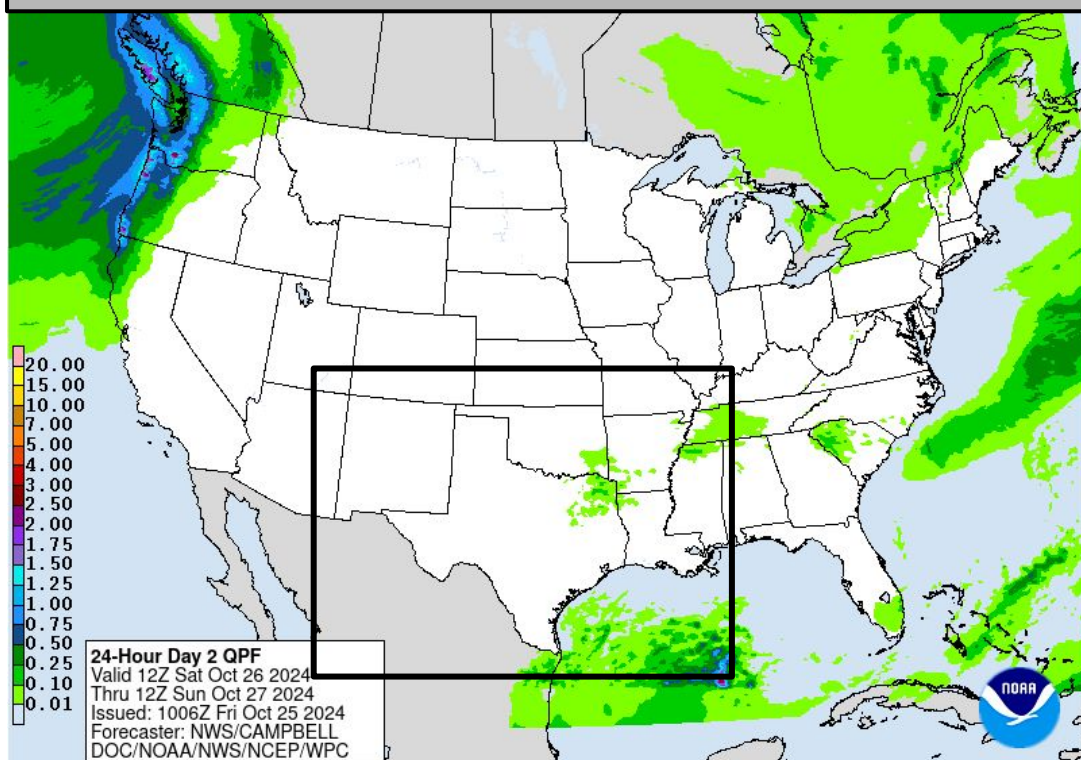 20.00
15.00
10.00
7.00
5.00
4.00
3.00
2.50
2.00
1.75
1.50
1.25
1.00
0.75
0.50
0.25
0.10
0.01
24-Hour Day 2 QPF
Valid 12Z Sat Oct 26 2024
Thru 12Z Sun Oct 27 2024
Issued: 1006Z Fri Oct 25 2024
Forecaster: NWS/CAMPBELL
DOC/NOAA/NWS/NCEP/WPC
NOAA